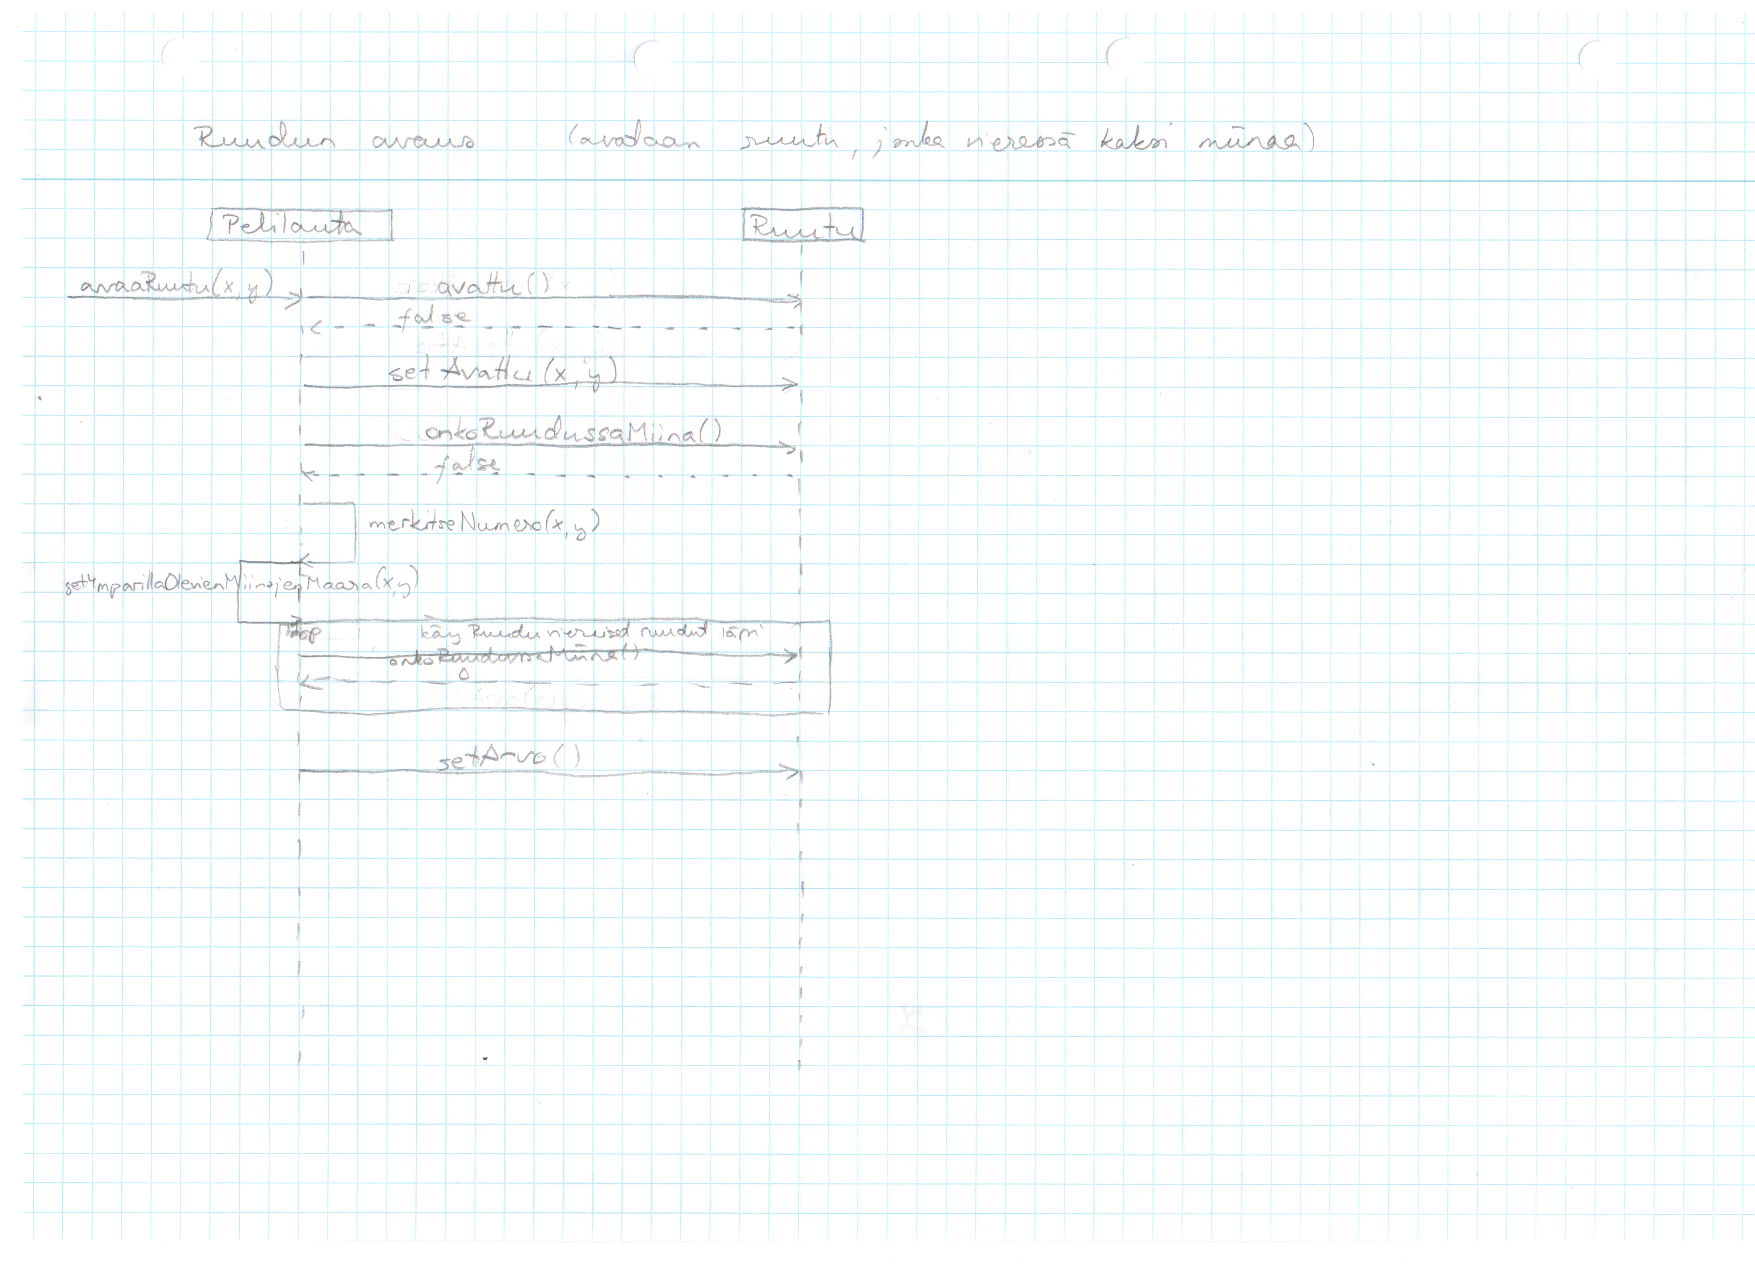 Ruudun avaus (avataan ruutu, jonka vieressä kaksi miinaa)
Pelilauta Ruutu
avaaRuutu(x,y) avattu()
false
setAvattu(x,y)
onkoRuudussaMiina()
false
merkitseNumero(x,y)
setYmparillaOlevienMiinojenMaara(x,y)
loop käy Ruudun viereiset ruudut läpi
onkoRuudussaMiina()
0
setArvo()